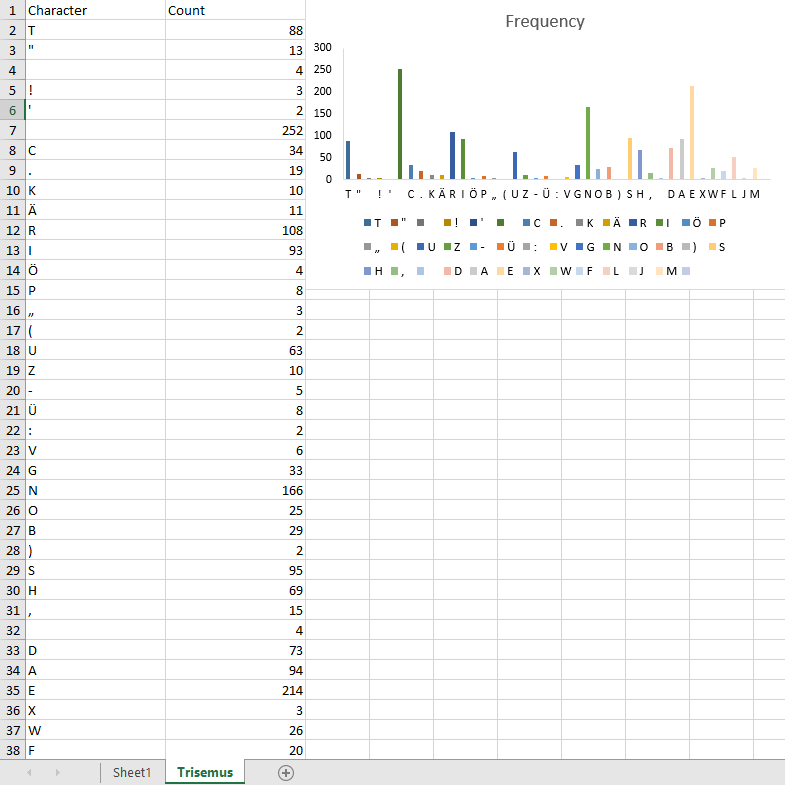 1 Character Count
2 T 88
3 " 13
4 4
5 ! 3
6 ' 2
7 252
8 C 34
9 . 19
10 K 10
11 Ä 11
12 R 108
13 I 93
14 Ö 4
15 P 8
16 „ 3
17 ( 2
18 U 63
19 Z 10
20 - 5
21 Ü 8
22 : 2
23 V 6
24 G 33
25 N 166
26 O 25
27 B 29
28 ) 2
29 S 95
30 H 69
31 , 15
32 4
33 D 73
34 A 94
35 E 214
36 X 3
37 W 26
38 F 20
Frequency
300
250
200
150
100
50
0
T " ! ' C . K Ä R I Ö P „ ( U Z - Ü : V G N O B ) S H , D A E X W F L J M
T " ! ' C . K Ä R I Ö P
„ ( U Z - Ü : V G N O B ) S
H , D A E X W F L J M
Sheet1 Trisemus